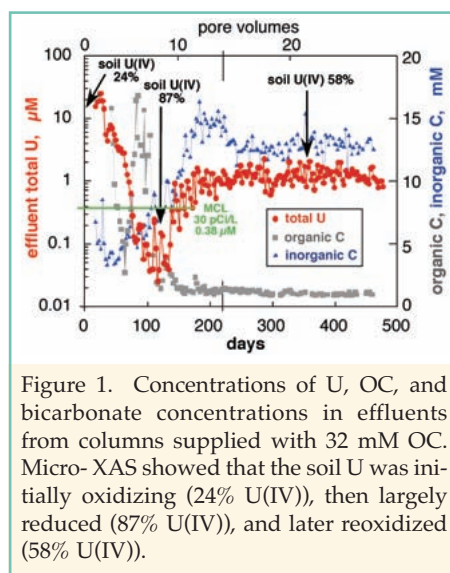 pore volumes
0 10 20
100 20
soil U(IV)
24%
soil U(IV)
87%
soil U(IV) 58%
10 15
1 10
MCL
30 pCi/L
0.38 µM
total U
organic C
inorganic C
0.1 5
0.01 0
effluent total U, µM
organic C, inorganic C, mM
0 100 200 300 400 500
days
Figure 1. Concentrations of U, OC, and
bicarbonate concentrations in effluents
from columns supplied with 32 mM OC.
Micro- XAS showed that the soil U was ini-
tially oxidizing (24% U(IV)), then largely
reduced (87% U(IV)), and later reoxidized
(58% U(IV)).